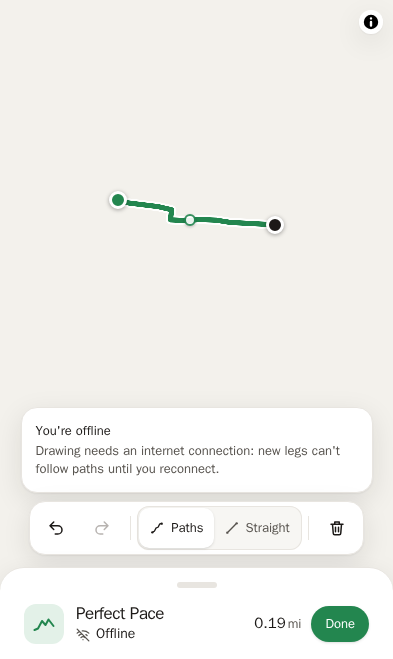 You're offline
Drawing needs an internet connection: new legs can't
follow paths until you reconnect.
Paths
Straight
Perfect Pace
Offline
0.19 mi
Done